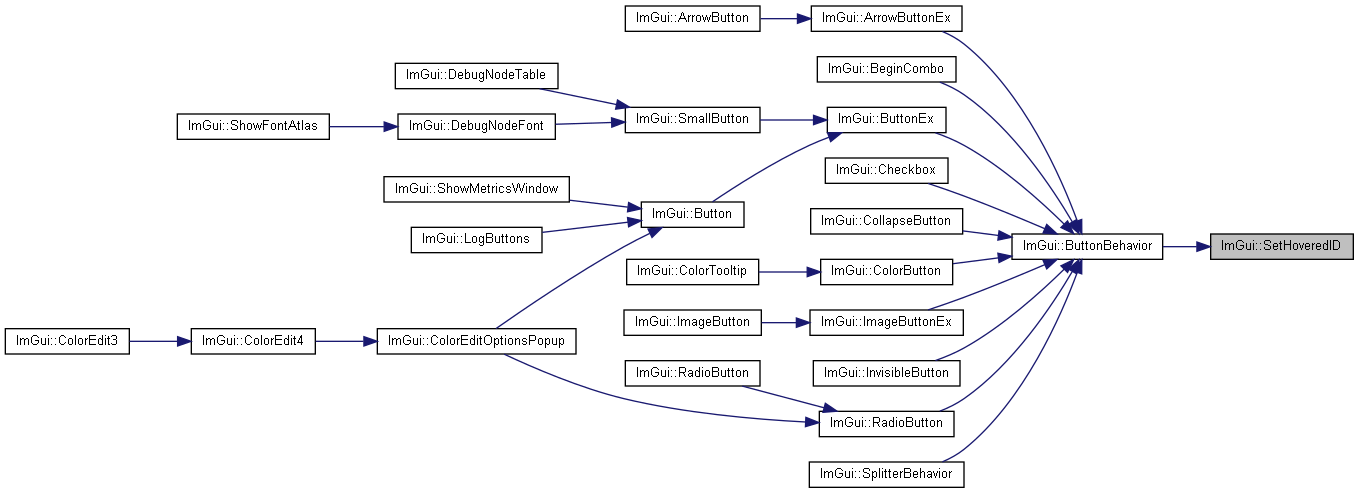 ImGui::ArrowButton
ImGui::ArrowButtonEx
ImGui::BeginCombo
ImGui::DebugNodeTable
ImGui::ShowFontAtlas
ImGui::DebugNodeFont
ImGui::SmallButton
ImGui::ButtonEx
ImGui::Checkbox
ImGui::ShowMetricsWindow
ImGui::Button
ImGui::CollapseButton
ImGui::LogButtons
ImGui::ButtonBehavior
ImGui::SetHoveredID
ImGui::ColorTooltip
ImGui::ColorButton
ImGui::ImageButton
ImGui::ImageButtonEx
ImGui::ColorEdit3
ImGui::ColorEdit4
ImGui::ColorEditOptionsPopup
ImGui::RadioButton
ImGui::InvisibleButton
ImGui::RadioButton
ImGui::SplitterBehavior